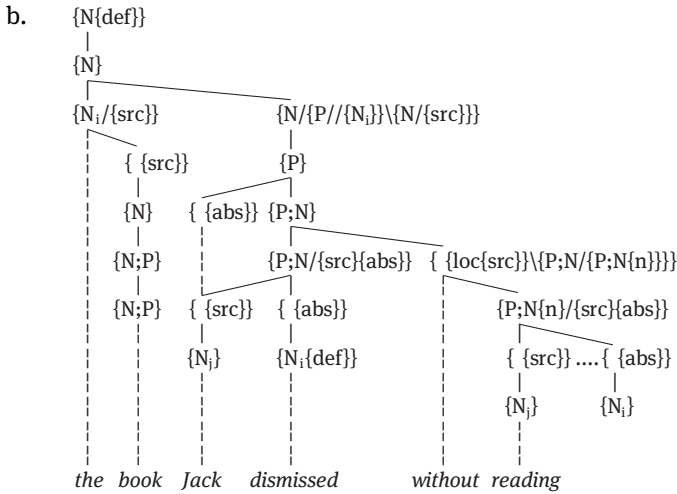 b. {N{def}}
{N}
{Nᵢ/{src}} {N/{P//{Nᵢ}}\{N/{src}}}
{ {src}} {P}
{N} { {abs}} {P;N}
{N;P} {P;N/{src}{abs}} { {loc{src}}\{P;N/{P;N{n}}}}
{N;P} { {src}} { {abs}} {P;N{n}/{src}{abs}}
{Nⱼ} {Nᵢ{def}} { {src}} .... { {abs}}
{Nⱼ} {Nᵢ}
the book Jack dismissed without reading